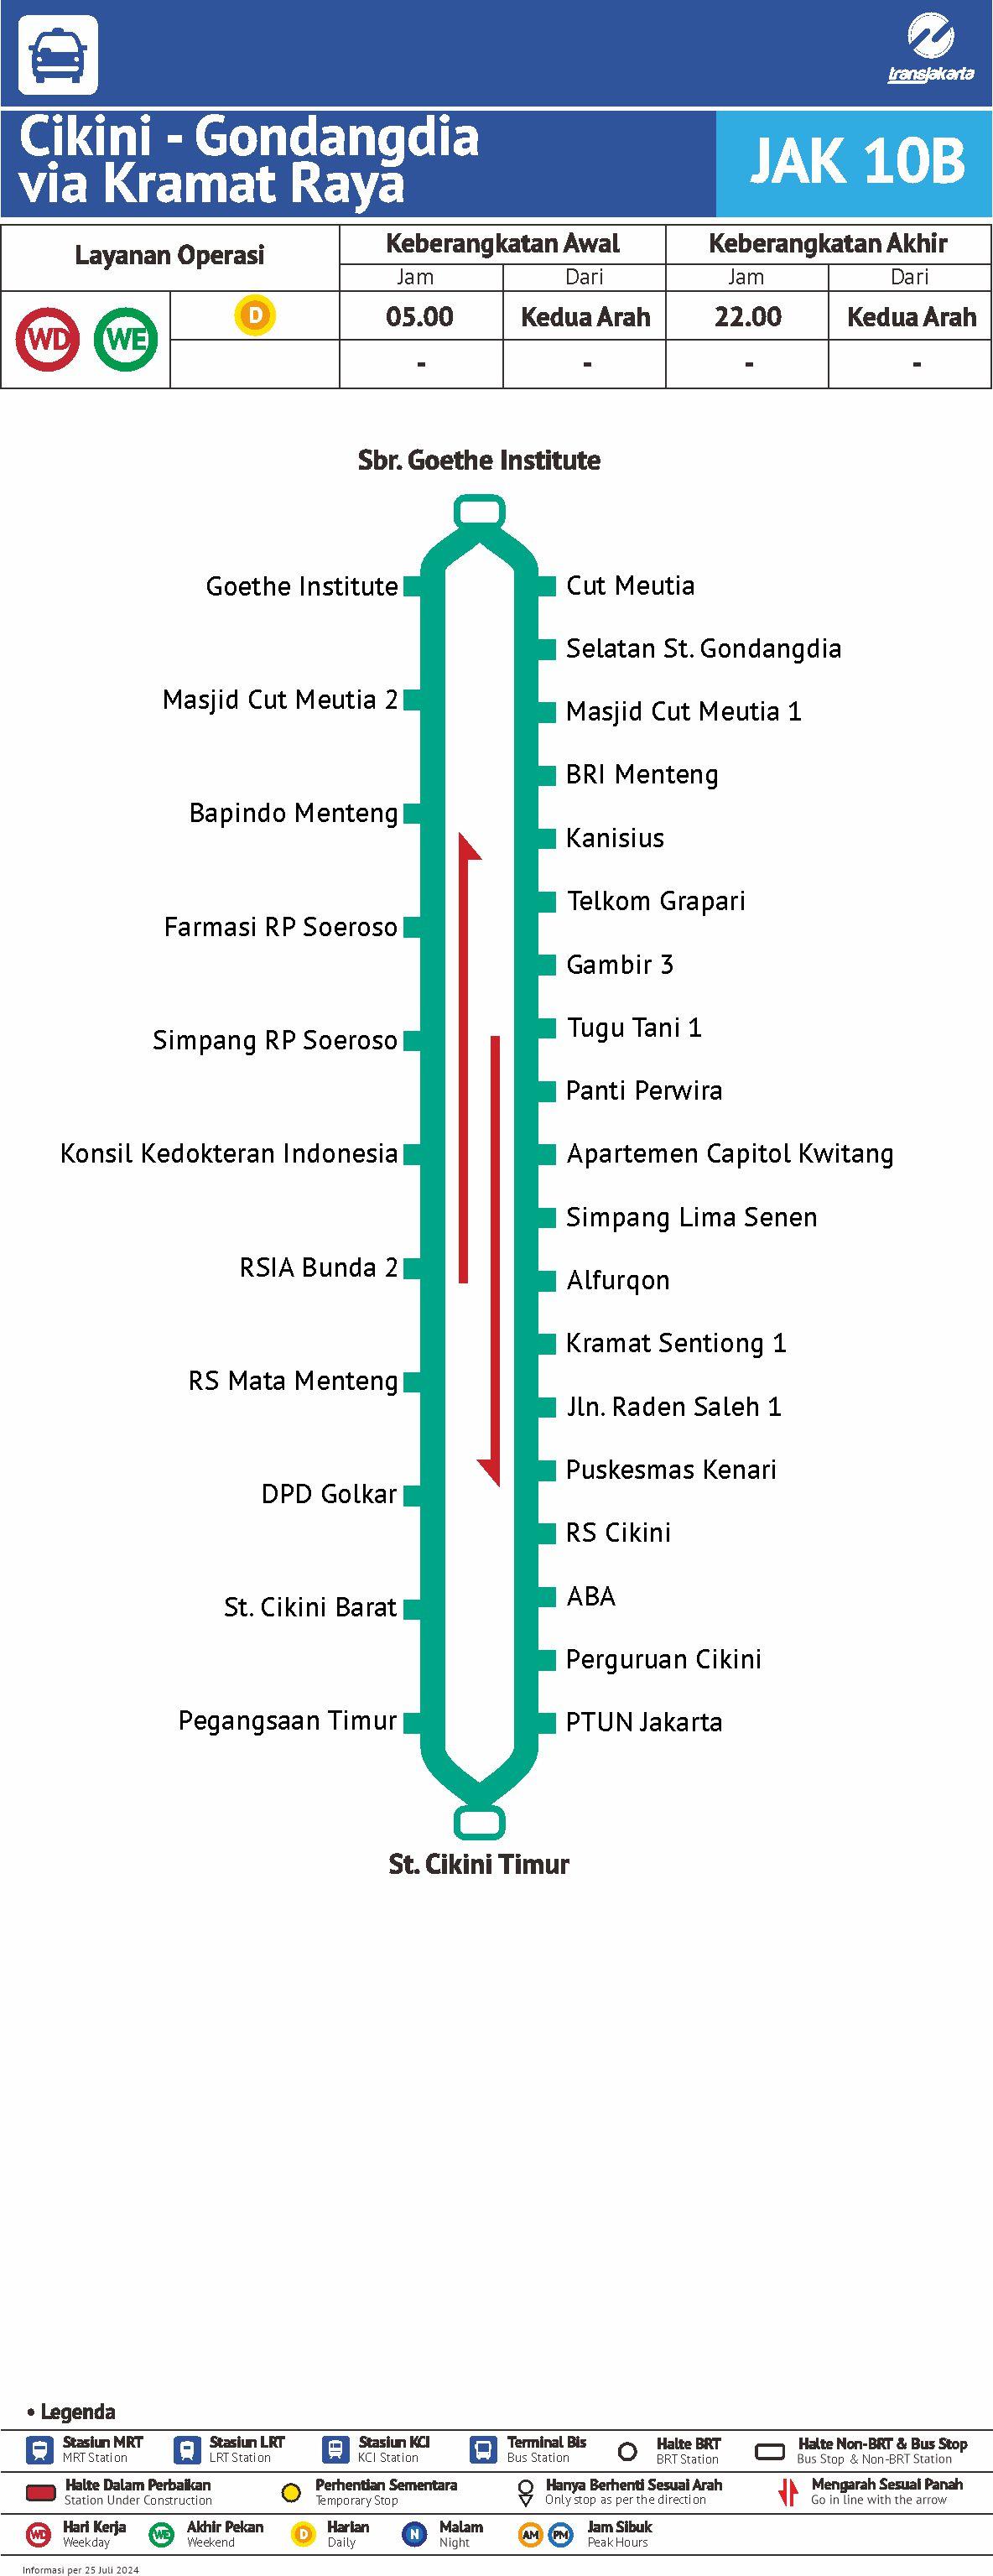 transjakarta
Cikini - Gondangdia
via Kramat Raya
JAK 10B
Layanan Operasi
Keberangkatan Awal
Keberangkatan Akhir
Jam
Dari
Jam
Dari
WD
WE
D
05.00
Kedua Arah
22.00
Kedua Arah
-
-
-
-
Sbr. Goethe Institute
Goethe Institute
Masjid Cut Meutia 2
Bapindo Menteng
Farmasi RP Soeroso
Simpang RP Soeroso
Konsil Kedokteran Indonesia
RSIA Bunda 2
RS Mata Menteng
DPD Golkar
St. Cikini Barat
Pegangsaan Timur
Cut Meutia
Selatan St. Gondangdia
Masjid Cut Meutia 1
BRI Menteng
Kanisius
Telkom Grapari
Gambir 3
Tugu Tani 1
Panti Perwira
Apartemen Capitol Kwitang
Simpang Lima Senen
Alfurqon
Kramat Sentiong 1
Jln. Raden Saleh 1
Puskesmas Kenari
RS Cikini
ABA
Perguruan Cikini
PTUN Jakarta
St. Cikini Timur
• Legenda
Stasiun MRT
MRT Station
Stasiun LRT
LRT Station
Stasiun KCI
KCI Station
Terminal Bis
Bus Station
Halte BRT
BRT Station
Halte Non-BRT & Bus Stop
Bus Stop & Non-BRT Station
Halte Dalam Perbaikan
Station Under Construction
Perhentian Sementara
Temporary Stop
Hanya Berhenti Sesuai Arah
Only stop as per the direction
Mengarah Sesuai Panah
Go in line with the arrow
WD
Hari Kerja
Weekday
WE
Akhir Pekan
Weekend
D
Harian
Daily
N
Malam
Night
AM
PM
Jam Sibuk
Peak Hours
Informasi per 25 Juli 2024